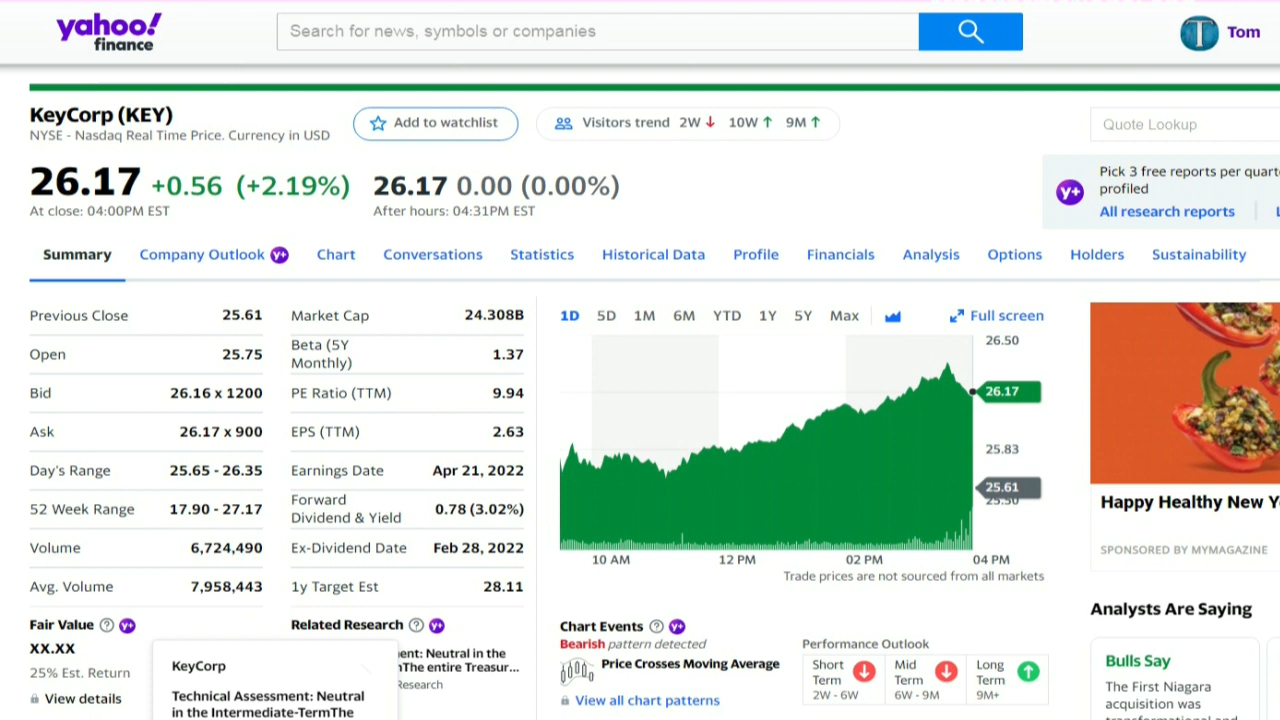 yahoo!
finance
Search for news, symbols or companies
T
Tom
KeyCorp (KEY)
NYSE - Nasdaq Real Time Price. Currency in USD
Add to watchlist
Visitors trend 2W 10W 9M
Quote Lookup
26.17 +0.56 (+2.19%)
At close: 04:00PM EST
26.17 0.00 (0.00%)
After hours: 04:31PM EST
y+
Pick 3 free reports per
profiled
All research reports
Summary Company Outlook y+ Chart Conversations Statistics Historical Data Profile Financials Analysis Options Holders Sustainability
Previous Close 25.61
Open 25.75
Bid 26.16 x 1200
Ask 26.17 x 900
Day's Range 25.65 - 26.35
52 Week Range 17.90 - 27.17
Volume 6,724,490
Avg. Volume 7,958,443
Market Cap 24.308B
Beta (5Y
Monthly) 1.37
PE Ratio (TTM) 9.94
EPS (TTM) 2.63
Earnings Date Apr 21, 2022
Forward
Dividend & Yield 0.78 (3.02%)
Ex-Dividend Date Feb 28, 2022
1y Target Est 28.11
1D 5D 1M 6M YTD 1Y 5Y Max
Full screen
26.50
26.17
25.83
25.61
25.50
10 AM 12 PM 02 PM 04 PM
Trade prices are not sourced from all markets
Fair Value ? y+
XX.XX
25% Est. Return
View details
Related Research ? y+
ent: Neutral in the
nThe entire Treasur...
Research
KeyCorp
Technical Assessment: Neutral
in the Intermediate-TermThe
Chart Events ? y+
Bearish pattern detected
Price Crosses Moving Average
View all chart patterns
Performance Outlook
Short
Term
2W - 6W
Mid
Term
6W - 9M
Long
Term
9M+
Happy Healthy New
SPONSORED BY MYMAGAZINE
Analysts Are Saying
Bulls Say
The First Niagara
acquisition was